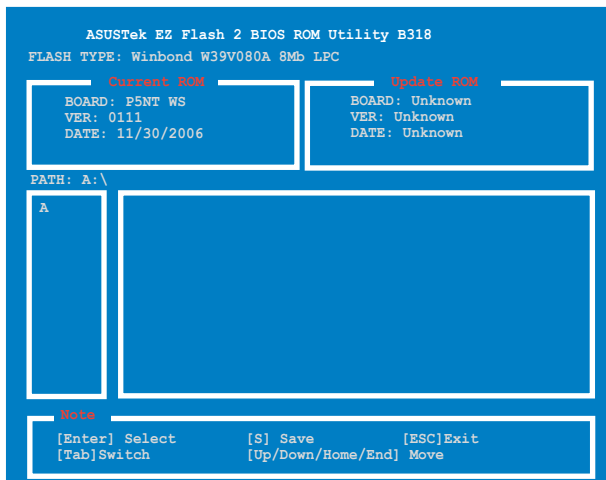 ASUSTek EZ Flash 2 BIOS ROM Utility B318
FLASH TYPE: Winbond W39V080A 8Mb LPC
Current ROM
BOARD: P5NT WS
VER: 0111
DATE: 11/30/2006
Update ROM
BOARD: Unknown
VER: Unknown
DATE: Unknown
PATH: A:\
A
Note
[Enter] Select [S] Save [ESC]Exit
[Tab]Switch [Up/Down/Home/End] Move